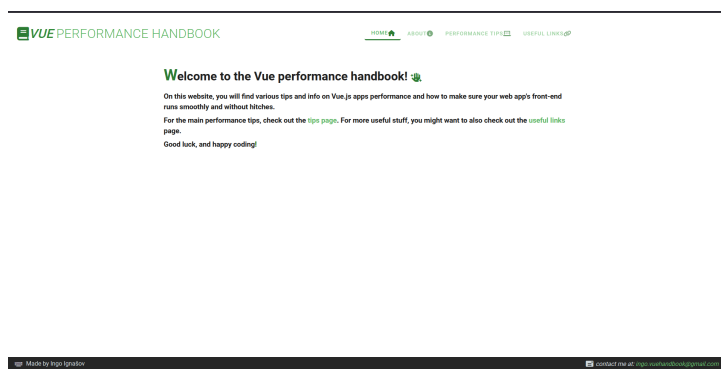 VUE PERFORMANCE HANDBOOK
HOME ABOUT PERFORMANCE TIPS USEFUL LINKS
Welcome to the Vue performance handbook!
On this website, you will find various tips and info on Vue.js apps performance and how to make sure your web app's front-end
runs smoothly and without hitches.
For the main performance tips, check out the tips page. For more useful stuff, you might want to also check out the useful links
page.
Good luck, and happy coding!
Made by Ingo Ignatov contact me at: ingo.vuehandbook@gmail.com